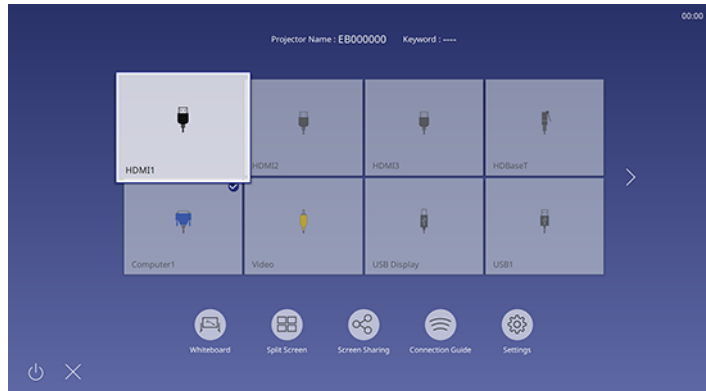 00:00
Projector Name : EB000000 Keyword : ----
HDMI1
HDMI2
HDMI3
HDBaseT
Computer1
Video
USB Display
USB1
Whiteboard
Split Screen
Screen Sharing
Connection Guide
Settings